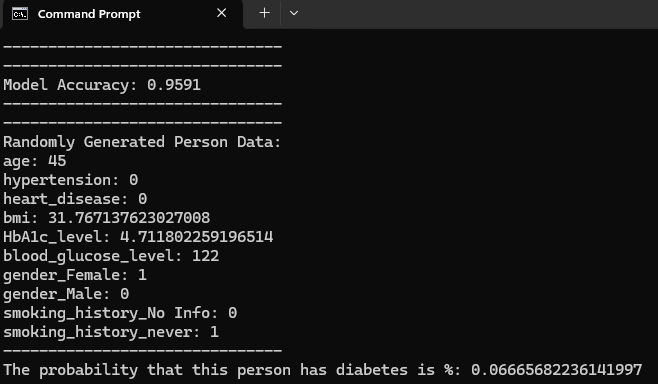 Command Prompt
-------------------------------
-------------------------------
Model Accuracy: 0.9591
-------------------------------
-------------------------------
Randomly Generated Person Data:
age: 45
hypertension: 0
heart_disease: 0
bmi: 31.767137623027008
HbA1c_level: 4.711802259196514
blood_glucose_level: 122
gender_Female: 1
gender_Male: 0
smoking_history_No Info: 0
smoking_history_never: 1
-------------------------------
The probability that this person has diabetes is %: 0.06665682236141997